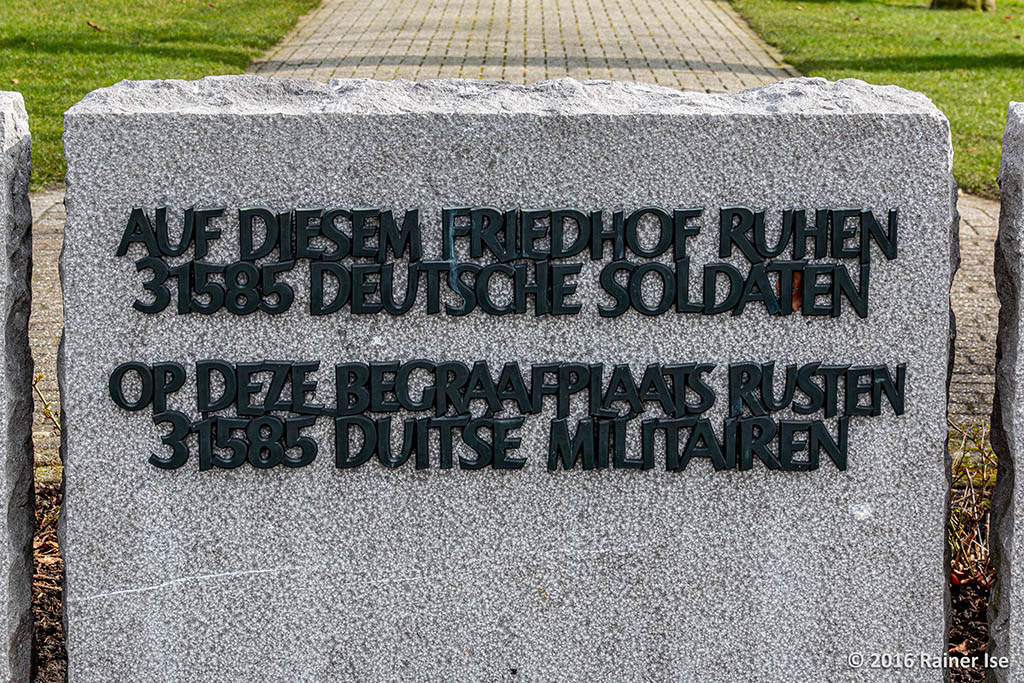 AUF DIESEM FRIEDHOF RUHEN
31585 DEUTSCHE SOLDATEN
OP DEZE BEGRAAFPLAATS RUSTEN
31585 DUITSE MILITAIREN
© 2016 Rainer Ise